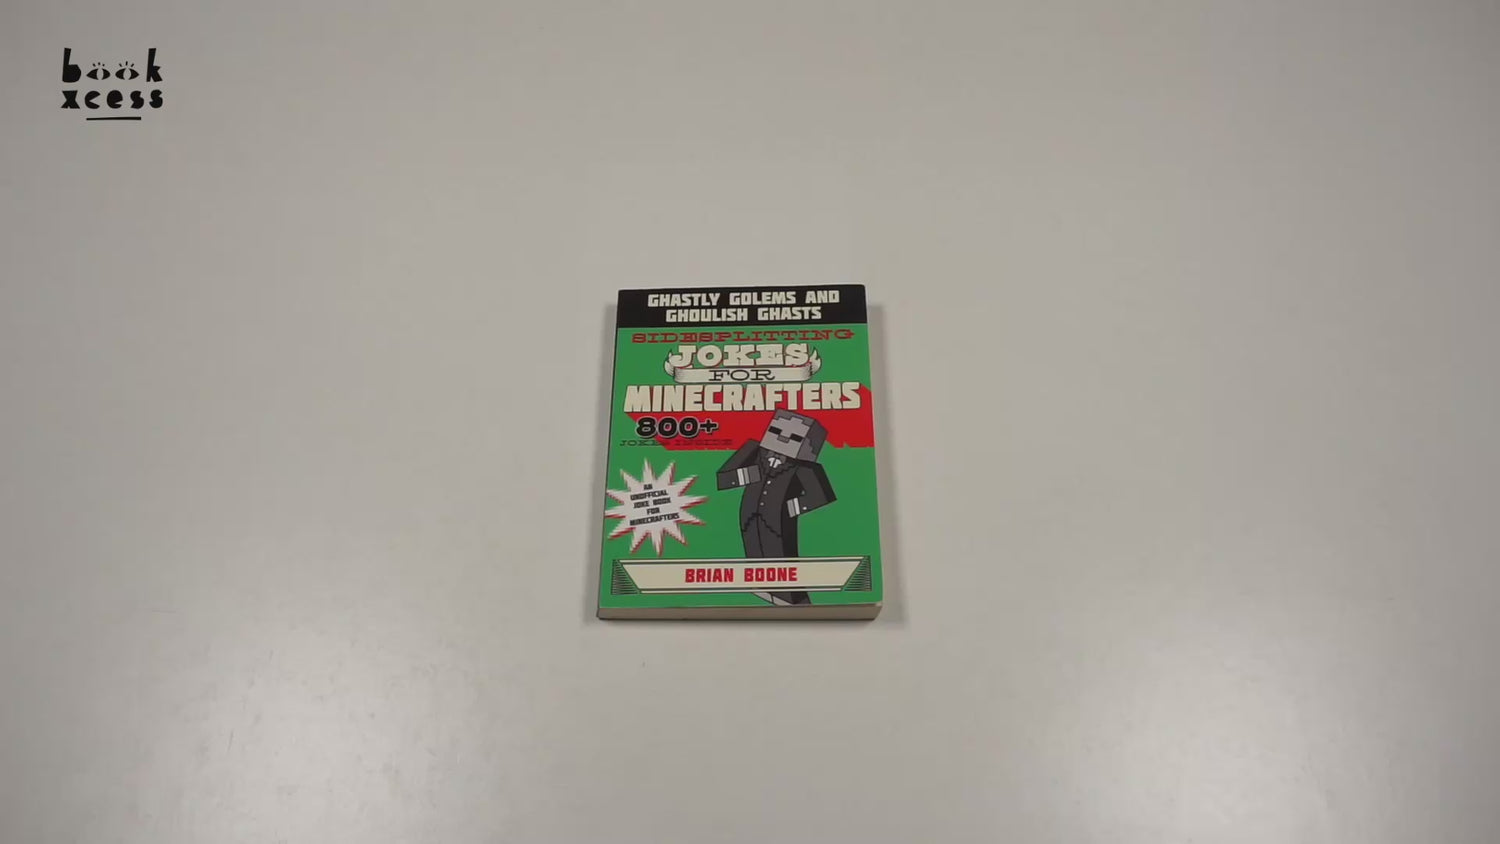 book
xcess
GHASTLY GOLEMS AND
GHOULISH GHASTS
SIDESPLITTING
JOKES
FOR
MINECRAFTERS
800+
JOKES INSIDE
AN
UNOFFICIAL
JOKE BOOK
FOR
MINECRAFTERS
BRIAN BOONE